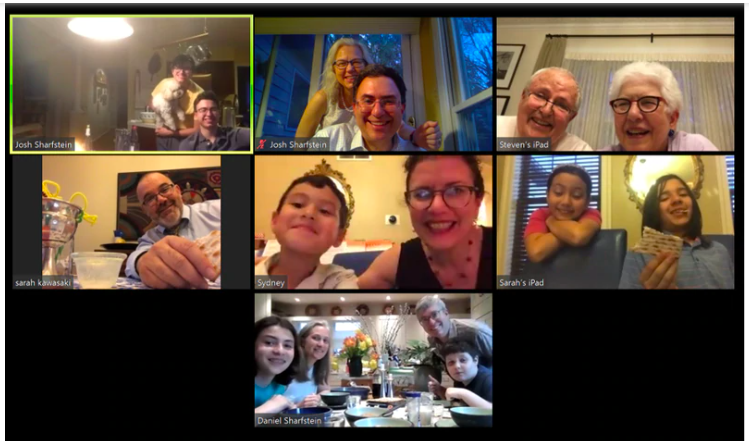 Josh Sharfstein
Josh Sharfstein
Steven's iPad
sarah kawasaki
Sydney
Sarah's iPad
Daniel Sharfstein